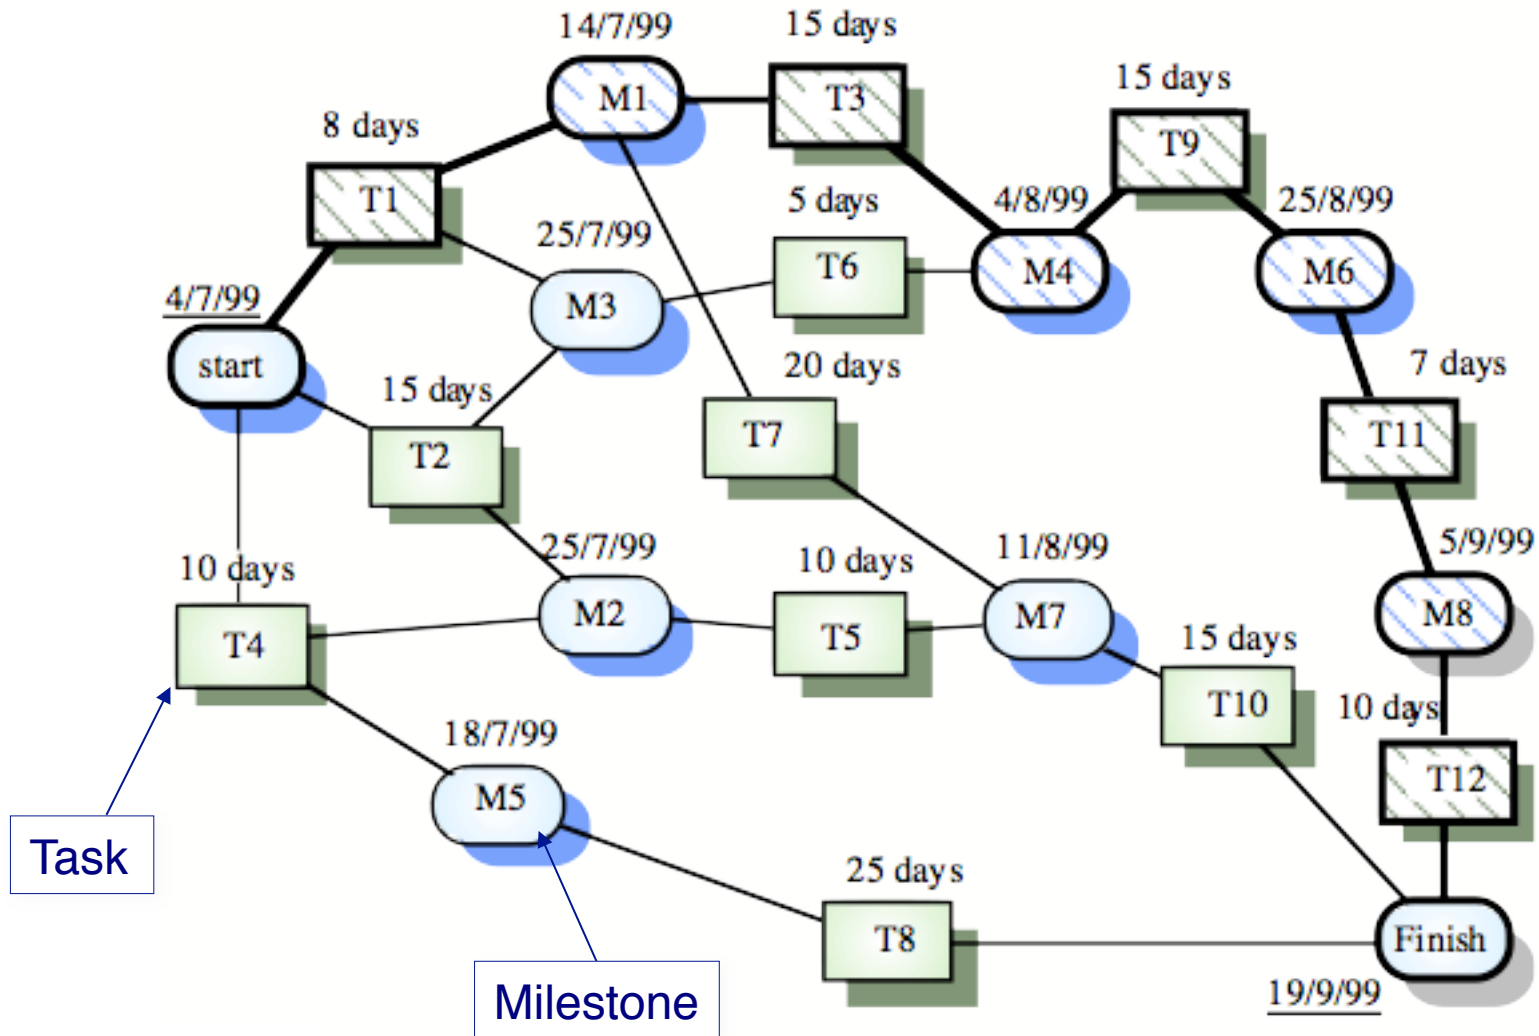 14/7/99
15 days
M1
T3
15 days
8 days
T9
T1
5 days
4/8/99
25/8/99
25/7/99
T6
M4
M6
M3
4/7/99
start
15 days
20 days
7 days
T2
T7
T11
25/7/99
11/8/99
5/9/99
10 days
10 days
M2
M7
M8
T4
T5
15 days
T10
10 days
18/7/99
M5
T12
Task
25 days
T8
Finish
Milestone
19/9/99